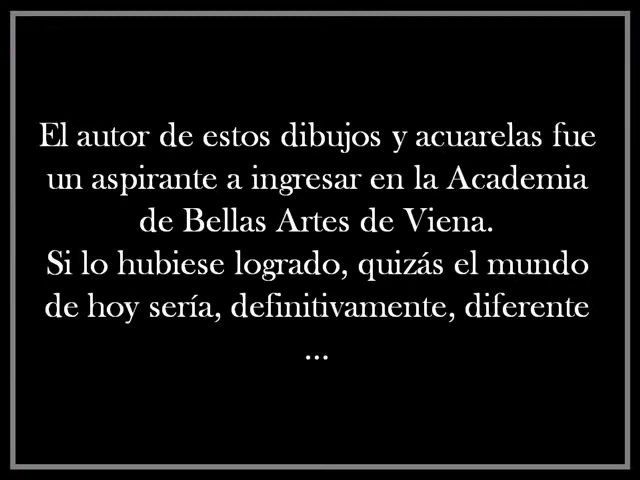 El autor de estos dibujos y acuarelas fue
un aspirante a ingresar en la Academia
de Bellas Artes de Viena.
Si lo hubiese logrado, quizás el mundo
de hoy sería, definitivamente, diferente
...